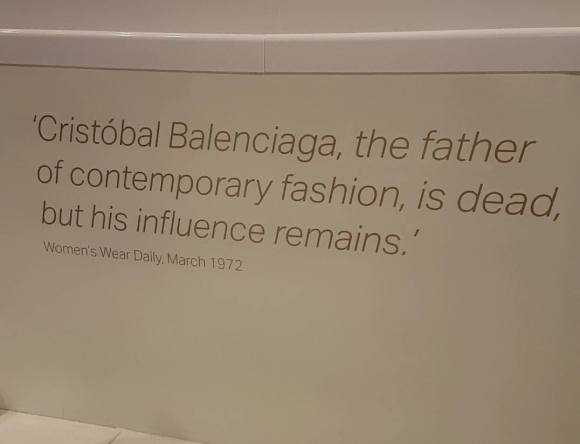 'Cristóbal Balenciaga, the father
of contemporary fashion, is dead,
but his influence remains.'
Women's Wear Daily, March 1972